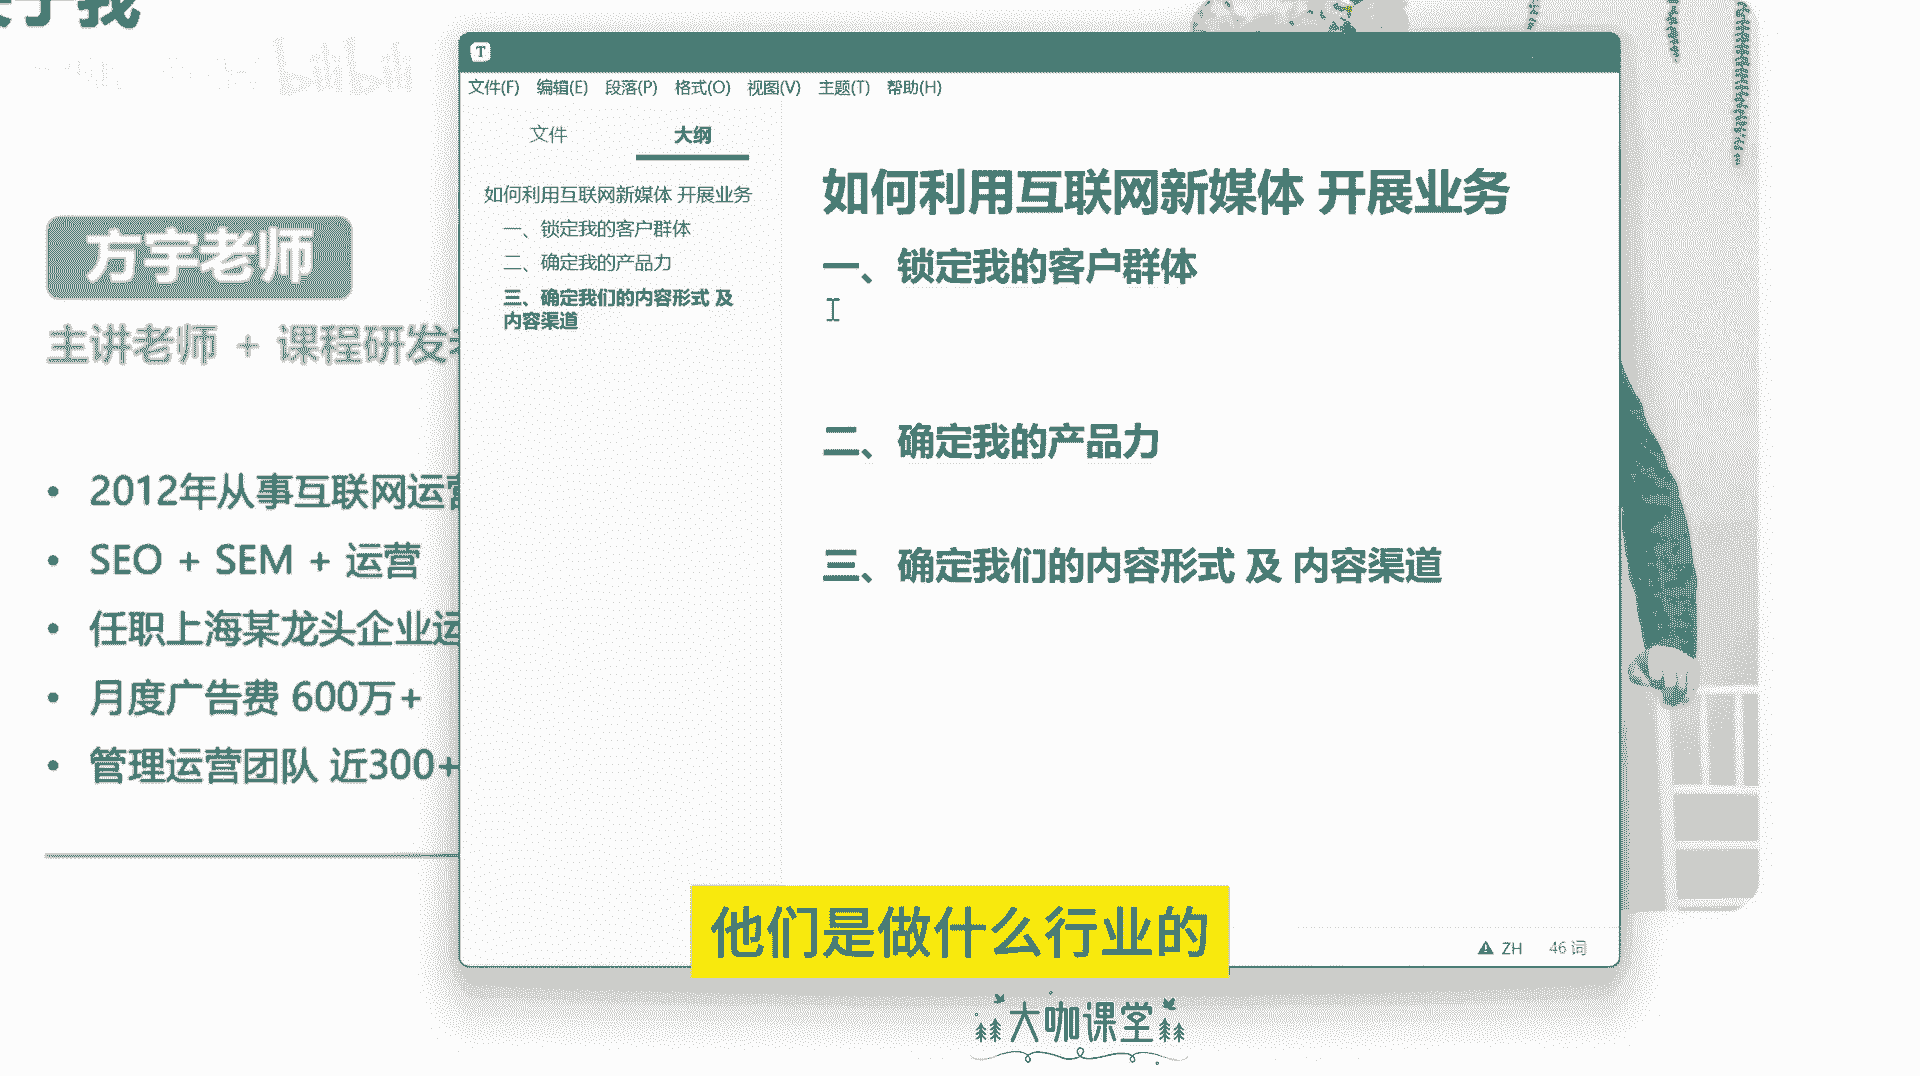 关于我
bilibili
方宇老师
主讲老师 + 课程研发
2012年从事互联网运营
SEO + SEM + 运营
任职上海某龙头企业运
月度广告费 600万+
管理运营团队 近300+
T
文件(F) 编辑(E) 段落(P) 格式(O) 视图(V) 主题(T) 帮助(H)
文件 大纲
如何利用互联网新媒体 开展业务
一、锁定我的客户群体
二、确定我的产品力
三、确定我们的内容形式 及
内容渠道
如何利用互联网新媒体 开展业务
一、锁定我的客户群体
二、确定我的产品力
三、确定我们的内容形式 及 内容渠道
ZH 46 词
他们是做什么行业的
大咖课堂